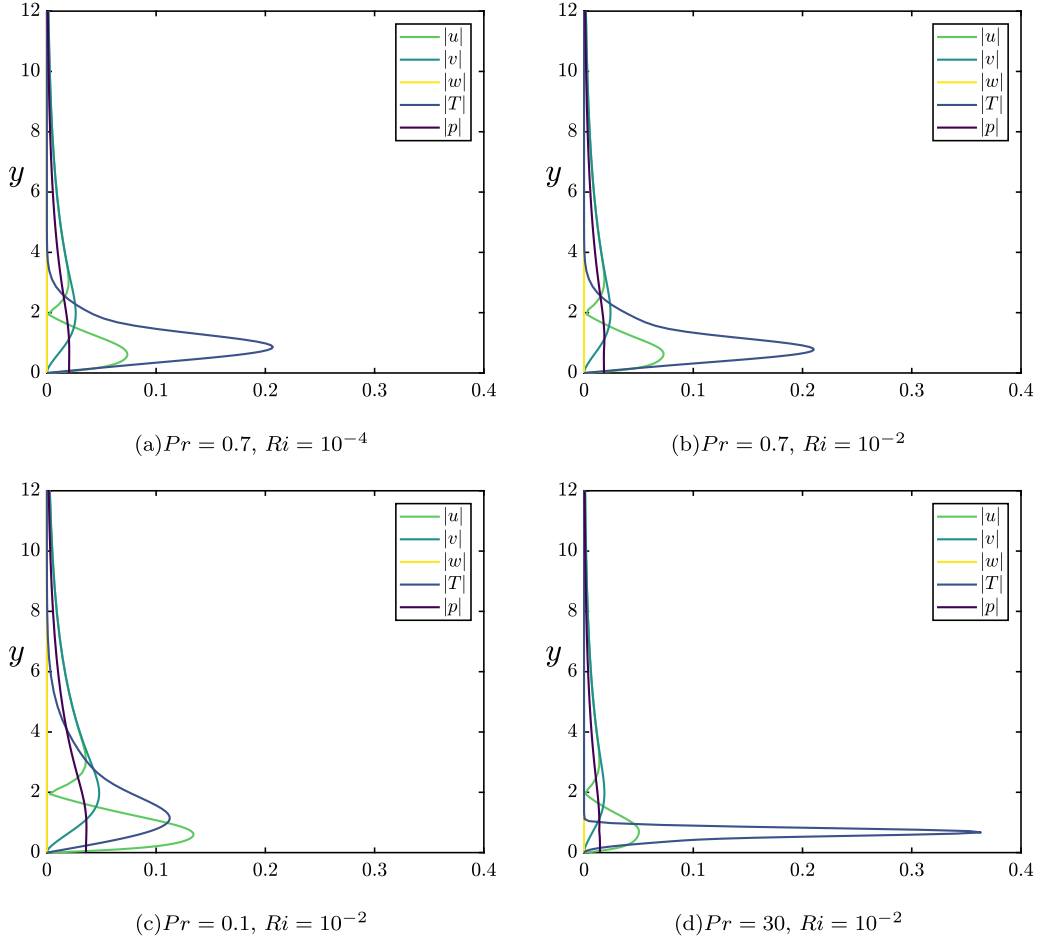 12
10
8
6
4
2
0
y
0
0.1
0.2
0.3
0.4
|u|
|v|
|w|
|T|
|p|
(a)Pr = 0.7, Ri = 10⁻⁴
12
10
8
6
4
2
0
y
0
0.1
0.2
0.3
0.4
|u|
|v|
|w|
|T|
|p|
(b)Pr = 0.7, Ri = 10⁻²
12
10
8
6
4
2
0
y
0
0.1
0.2
0.3
0.4
|u|
|v|
|w|
|T|
|p|
(c)Pr = 0.1, Ri = 10⁻²
12
10
8
6
4
2
0
y
0
0.1
0.2
0.3
0.4
|u|
|v|
|w|
|T|
|p|
(d)Pr = 30, Ri = 10⁻²